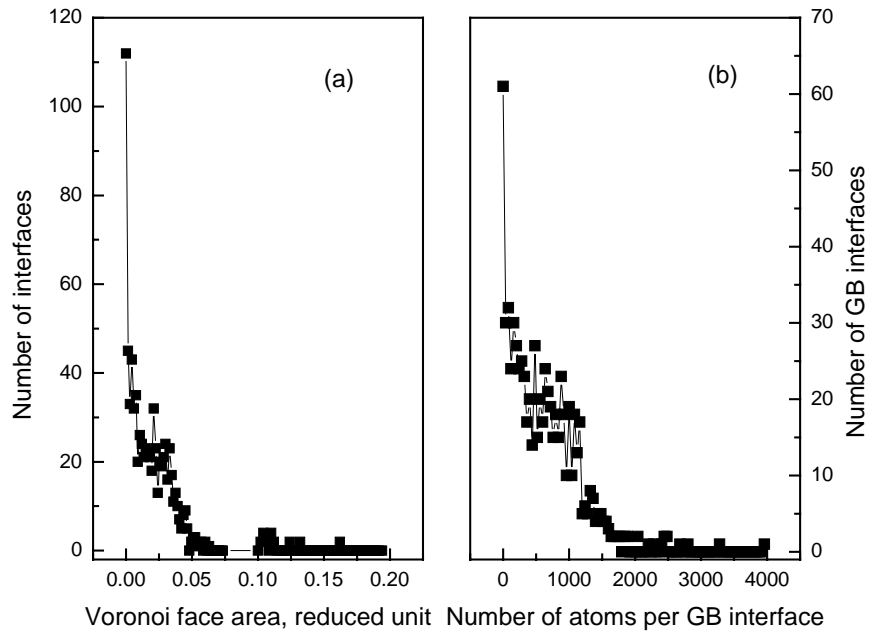 120
100
80
60
40
20
0
Number of interfaces
(a)
0.00 0.05 0.10 0.15 0.20
Voronoi face area, reduced unit
(b)
70
60
50
40
30
20
10
0
Number of GB interfaces
0 1000 2000 3000 4000
Number of atoms per GB interface